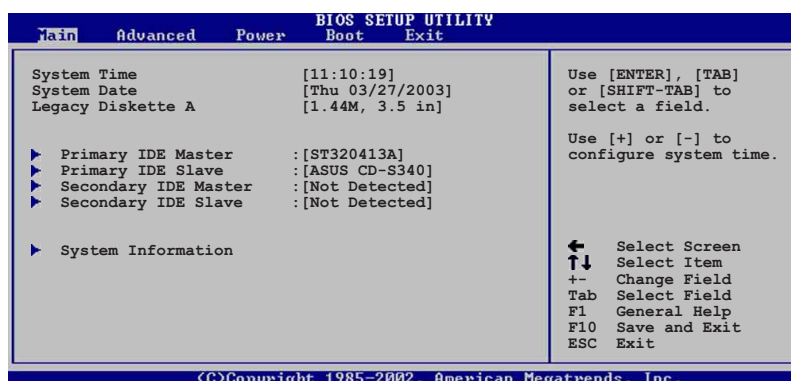 BIOS SETUP UTILITY
Main Advanced Power Boot Exit
System Time [11:10:19]
System Date [Thu 03/27/2003]
Legacy Diskette A [1.44M, 3.5 in]
Primary IDE Master :[ST320413A]
Primary IDE Slave :[ASUS CD-S340]
Secondary IDE Master :[Not Detected]
Secondary IDE Slave :[Not Detected]
System Information
Use [ENTER], [TAB]
or [SHIFT-TAB] to
select a field.
Use [+] or [-] to
configure system time.
← Select Screen
↑↓ Select Item
+- Change Field
Tab Select Field
F1 General Help
F10 Save and Exit
ESC Exit
(C)Copyright 1985-2002, American Megatrends, Inc.